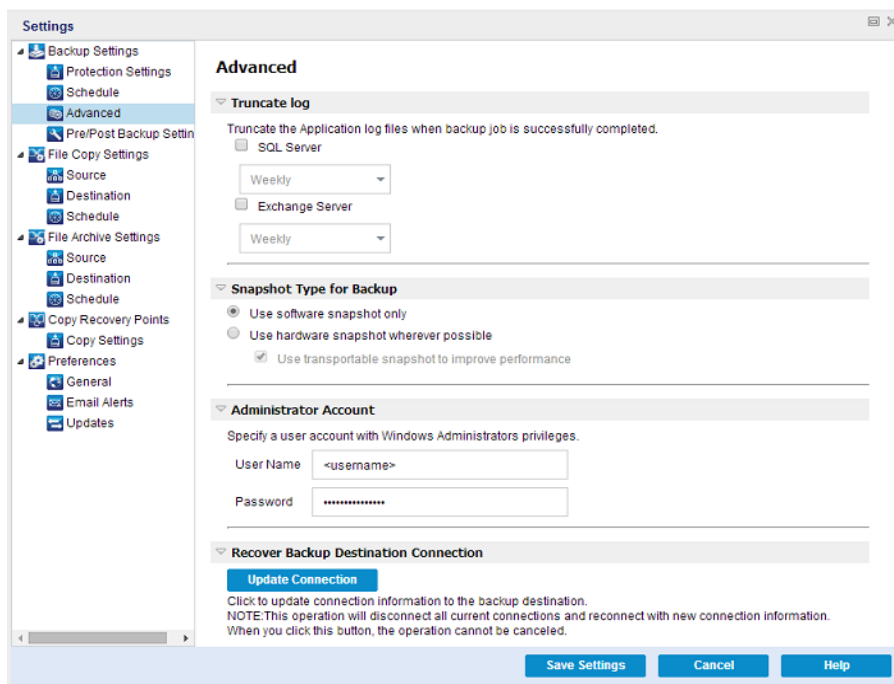 Settings
Backup Settings
Protection Settings
Schedule
Advanced
Pre/Post Backup Settin
File Copy Settings
Source
Destination
Schedule
File Archive Settings
Source
Destination
Schedule
Copy Recovery Points
Copy Settings
Preferences
General
Email Alerts
Updates
Advanced
Truncate log
Truncate the Application log files when backup job is successfully completed.
SQL Server
Weekly
Exchange Server
Weekly
Snapshot Type for Backup
Use software snapshot only
Use hardware snapshot wherever possible
Use transportable snapshot to improve performance
Administrator Account
Specify a user account with Windows Administrators privileges.
User Name <username>
Password •••••••••••••••
Recover Backup Destination Connection
Update Connection
Click to update connection information to the backup destination.
NOTE:This operation will disconnect all current connections and reconnect with new connection information.
When you click this button, the operation cannot be canceled.
Save Settings Cancel Help